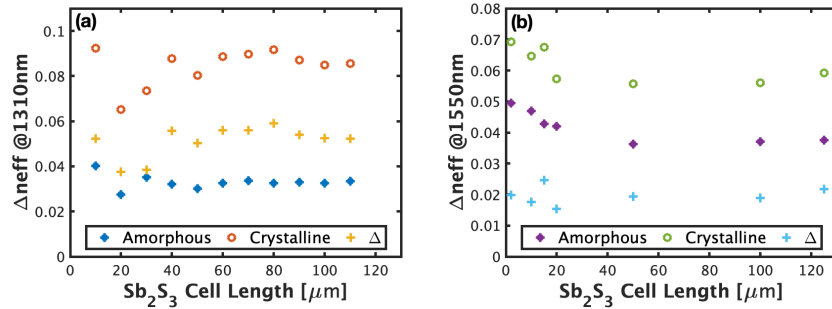 (a)
Δneff @1310nm
0.1
0.08
0.06
0.04
0.02
0
Amorphous Crystalline Δ
0 20 40 60 80 100 120
Sb2S3 Cell Length [μm]
(b)
Δneff @1550nm
0.08
0.07
0.06
0.05
0.04
0.03
0.02
0.01
0.00
Amorphous Crystalline Δ
0 20 40 60 80 100 120
Sb2S3 Cell Length [μm]